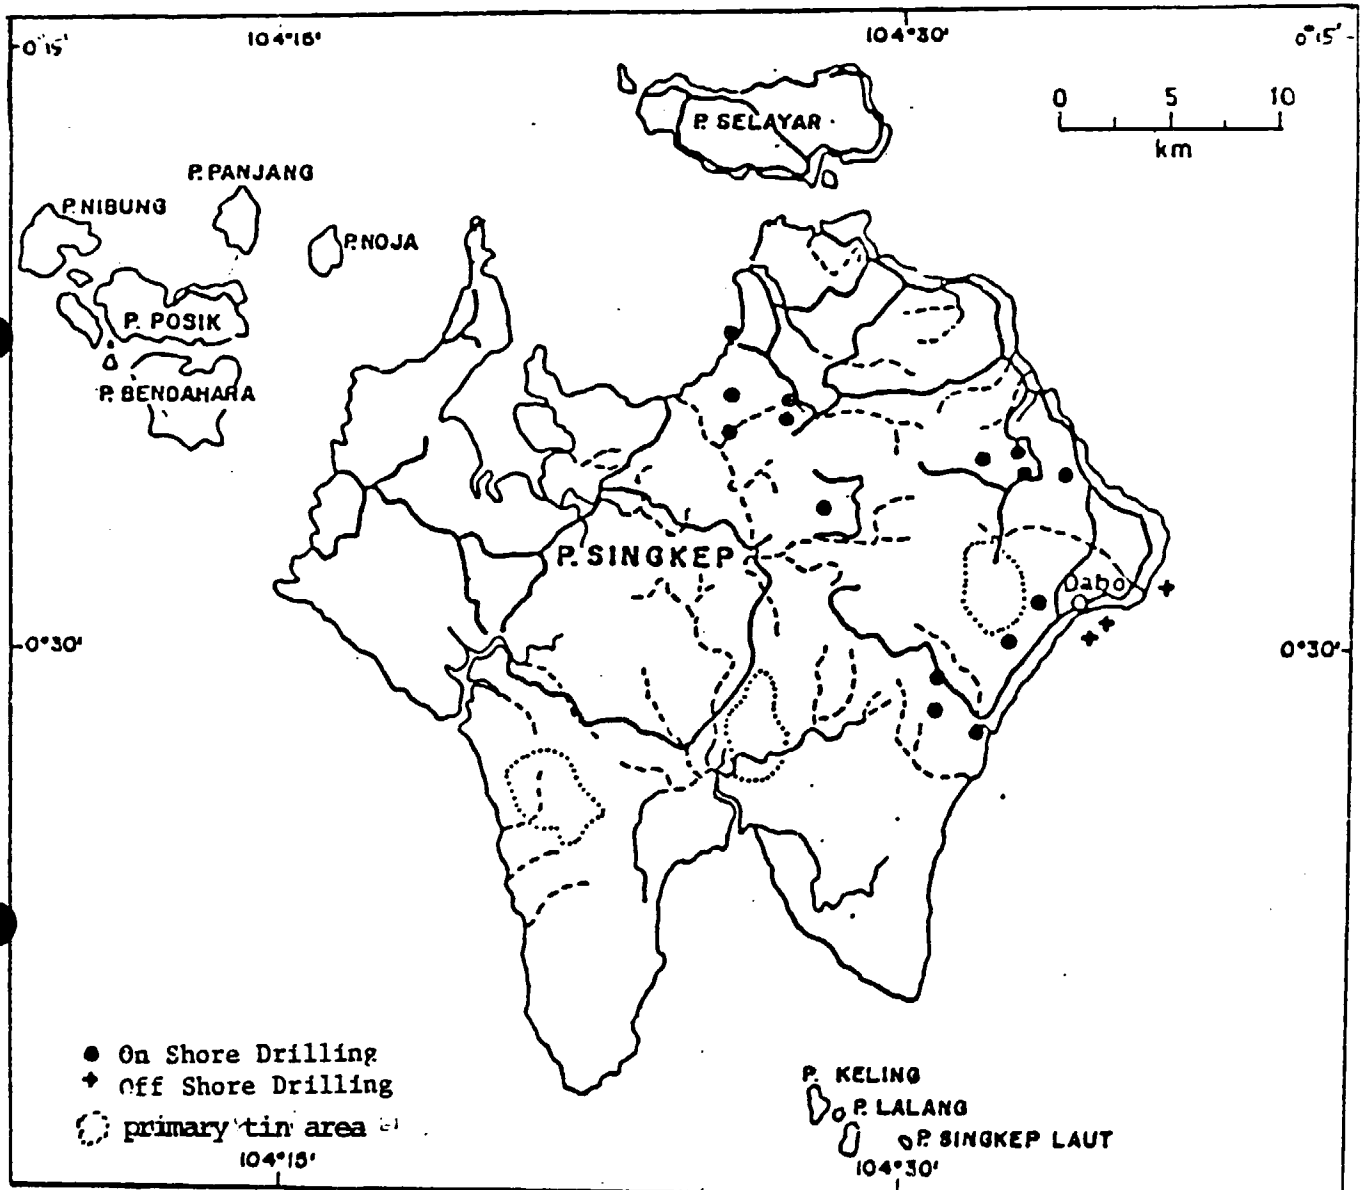 0°15' 104°15' 104°30' 0°15'
0 5 10
km
P. SELAYAR
P. PANJANG
P. NIBUNG
P. NOJA
P. POSIK
P. BENDAHARA
P. SINGKEP
Dabo
0°30' 0°30'
On Shore Drilling
Off Shore Drilling
primary tin area
P. KELING
P. LALANG
P. SINGKEP LAUT
104°15' 104°30'